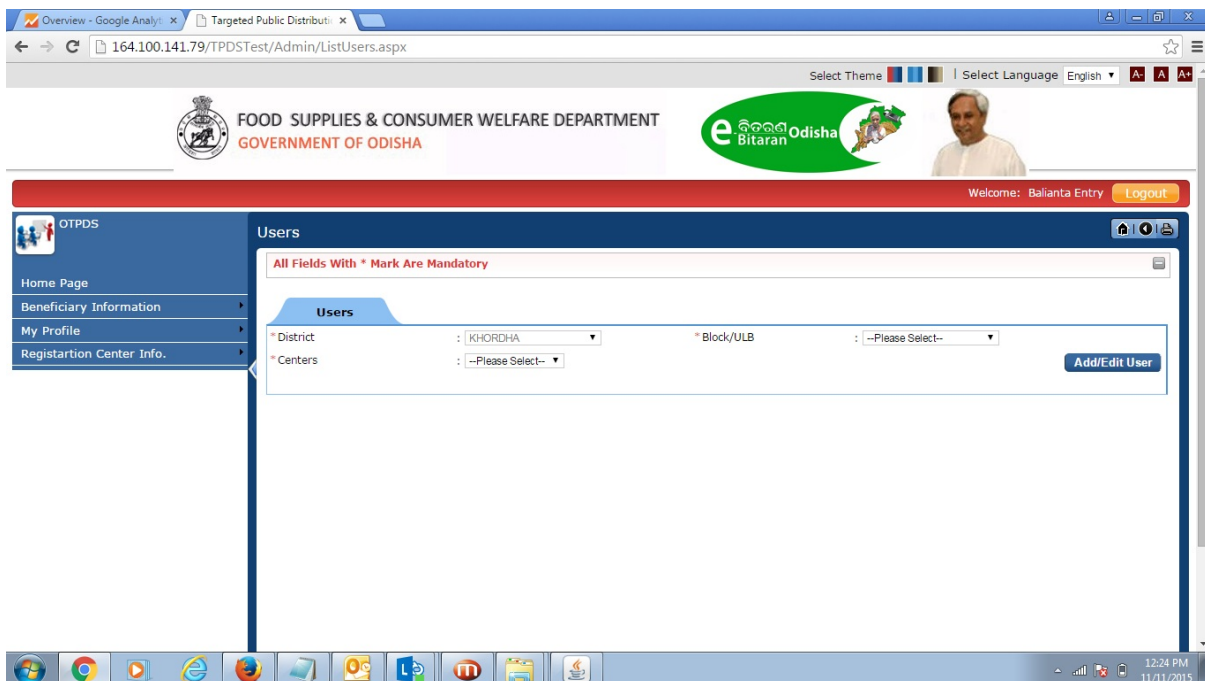 Overview - Google Analyt
Targeted Public Distributi
164.100.141.79/TPDSTest/Admin/ListUsers.aspx
Select Theme | Select Language English A- A A+
FOOD SUPPLIES & CONSUMER WELFARE DEPARTMENT
GOVERNMENT OF ODISHA
e-ବିତରଣ
Bitaran Odisha
Welcome: Balianta Entry Logout
OTPDS
Home Page
Beneficiary Information
My Profile
Registartion Center Info.
Users
All Fields With * Mark Are Mandatory
Users
*District : KHORDHA *Block/ULB : --Please Select--
*Centers : --Please Select-- Add/Edit User
12:24 PM
11/11/2015